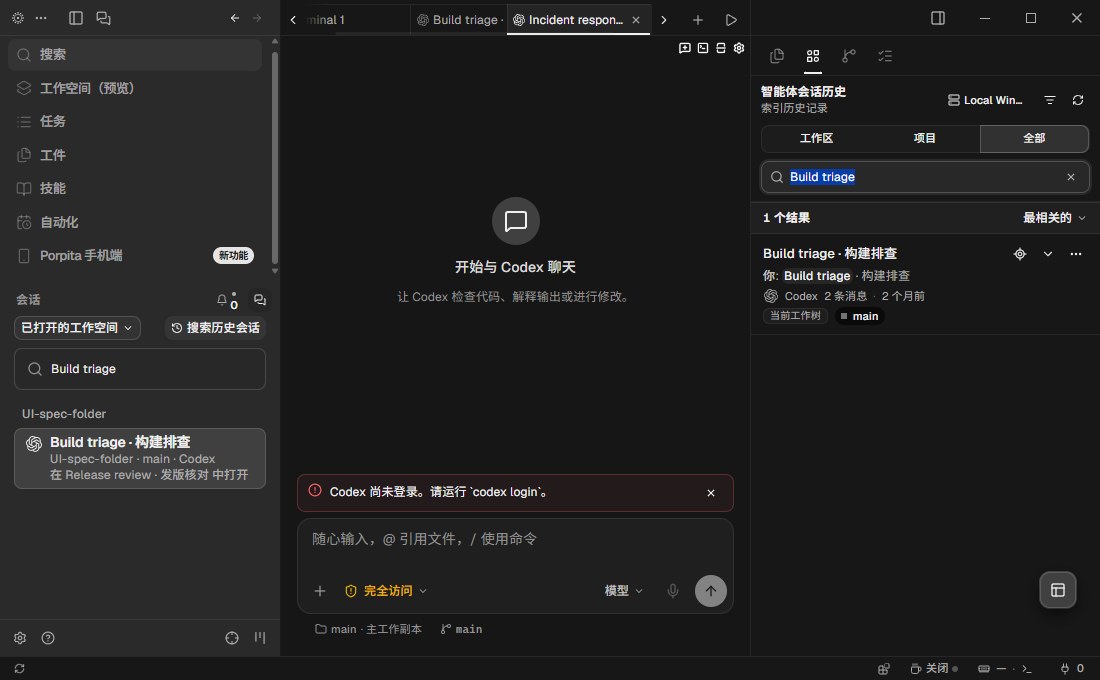 搜索
工作空间（预览）
任务
工件
技能
自动化
Porpita 手机端
新功能
会话
0
已打开的工作空间
搜索历史会话
Build triage
UI-spec-folder
Build triage · 构建排查
UI-spec-folder · main · Codex
在 Release review · 发版核对 中打开
minal 1
Build triage ·
Incident respon...
开始与 Codex 聊天
让 Codex 检查代码、解释输出或进行修改。
Codex 尚未登录。请运行 `codex login`。
随心输入，@ 引用文件，/ 使用命令
完全访问
模型
main · 主工作副本
main
智能体会话历史
索引历史记录
Local Win...
工作区
项目
全部
Build triage
1 个结果
最相关的
Build triage · 构建排查
你: Build triage · 构建排查
Codex 2 条消息 · 2 个月前
当前工作树
main
关闭
0